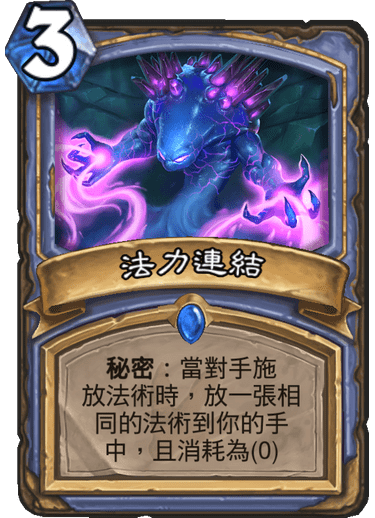 3
法力連結
秘密：當對手施
放法術時，放一張相
同的法術到你的手
中，且消耗為(0)